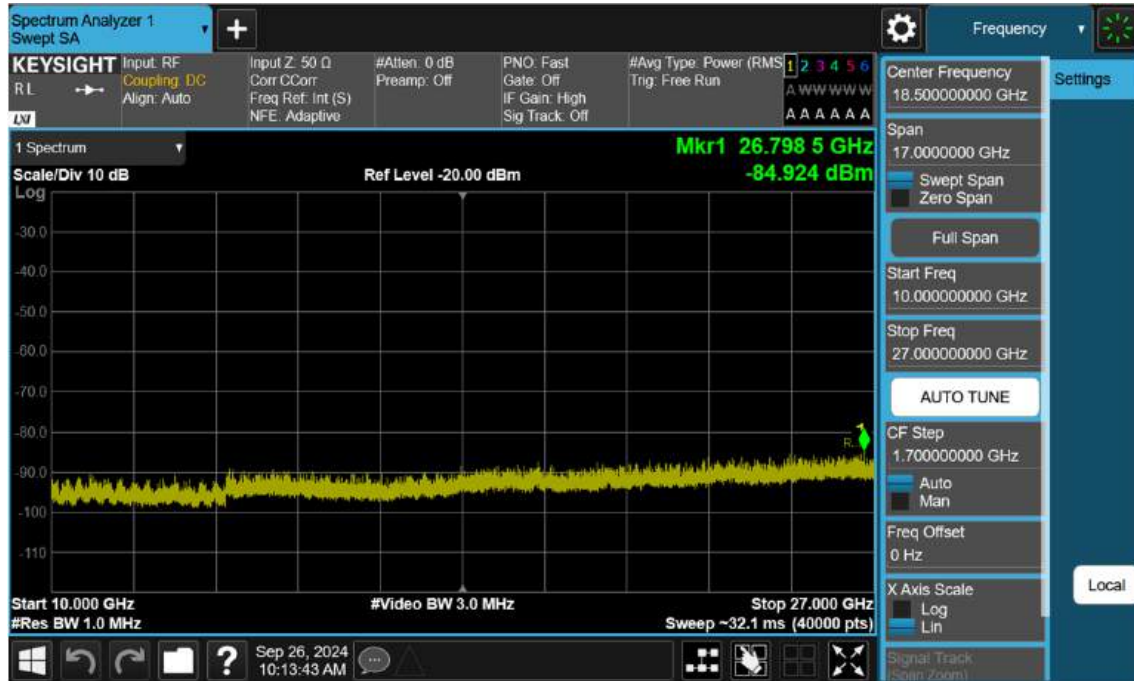 Spectrum Analyzer 1
Swept SA
+
Frequency
KEYSIGHT
R L
LXI
Input: RF
Coupling: DC
Align: Auto
Input Z: 50 Ω
Corr CCorr
Freq Ref: Int (S)
NFE: Adaptive
#Atten: 0 dB
Preamp: Off
PNO: Fast
Gate: Off
IF Gain: High
Sig Track: Off
#Avg Type: Power (RMS
Trig: Free Run
1 2 3 4 5 6
A W W W W W
A A A A A A
1 Spectrum
Scale/Div 10 dB
Ref Level -20.00 dBm
Mkr1 26.798 5 GHz
-84.924 dBm
Log
-30.0
-40.0
-50.0
-60.0
-70.0
-80.0
-90.0
-100
-110
1
R..
Start 10.000 GHz
#Res BW 1.0 MHz
#Video BW 3.0 MHz
Stop 27.000 GHz
Sweep ~32.1 ms (40000 pts)
Center Frequency
18.500000000 GHz
Span
17.0000000 GHz
Swept Span
Zero Span
Full Span
Start Freq
10.000000000 GHz
Stop Freq
27.000000000 GHz
AUTO TUNE
CF Step
1.700000000 GHz
Auto
Man
Freq Offset
0 Hz
X Axis Scale
Log
Lin
Signal Track
(Span Zoom)
Settings
Local
?
Sep 26, 2024
10:13:43 AM